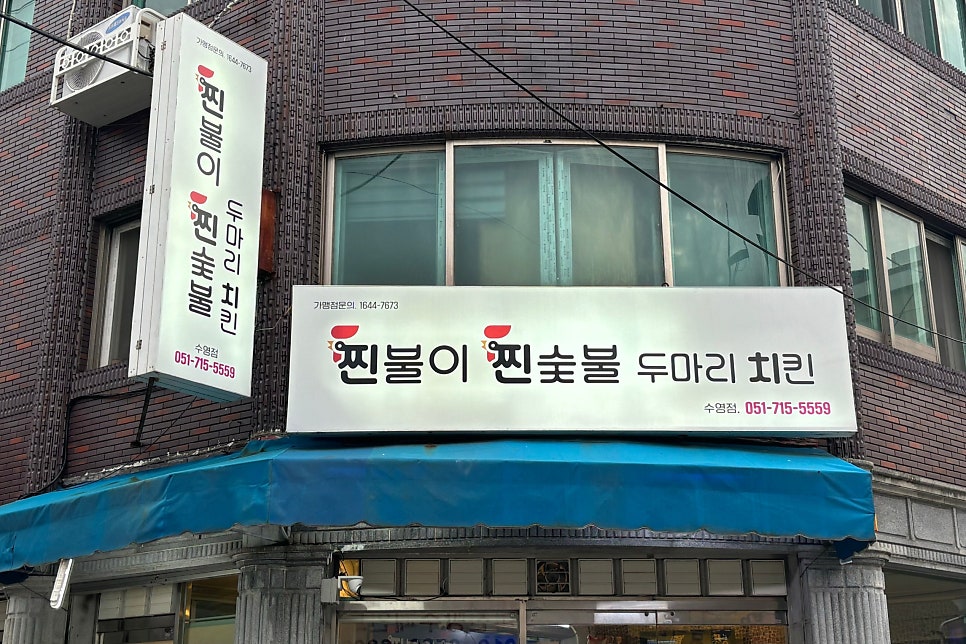 가맹점문의. 1644-7673
찐불이
찐숯불
두마리 치킨
수영점
051-715-5559
가맹점문의. 1644-7673
찐불이 찐숯불 두마리 치킨
수영점. 051-715-5559